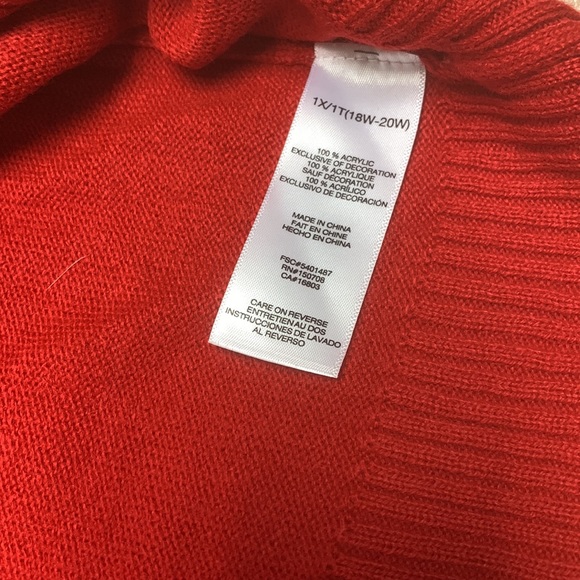 1X/1T(18W-20W)
100 % ACRYLIC
EXCLUSIVE OF DECORATION
100 % ACRYLIQUE
SAUF DÉCORATION
100 % ACRÍLICO
EXCLUSIVO DE DECORACIÓN
MADE IN CHINA
FAIT EN CHINE
HECHO EN CHINA
FSC#5401487
RN#150708
CA#16803
CARE ON REVERSE
ENTRETIEN AU DOS
INSTRUCCIONES DE LAVADO
AL REVERSO